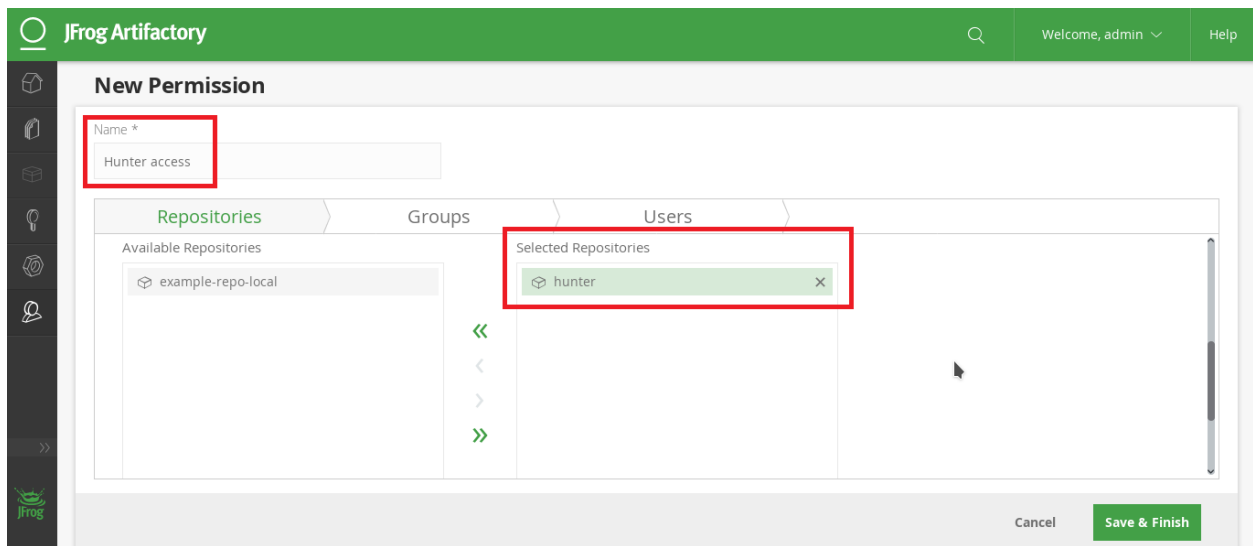 JFrog Artifactory
Welcome, admin
Help
New Permission
Name *
Hunter access
Repositories
Groups
Users
Available Repositories
Selected Repositories
example-repo-local
hunter
Cancel
Save & Finish
JFrog